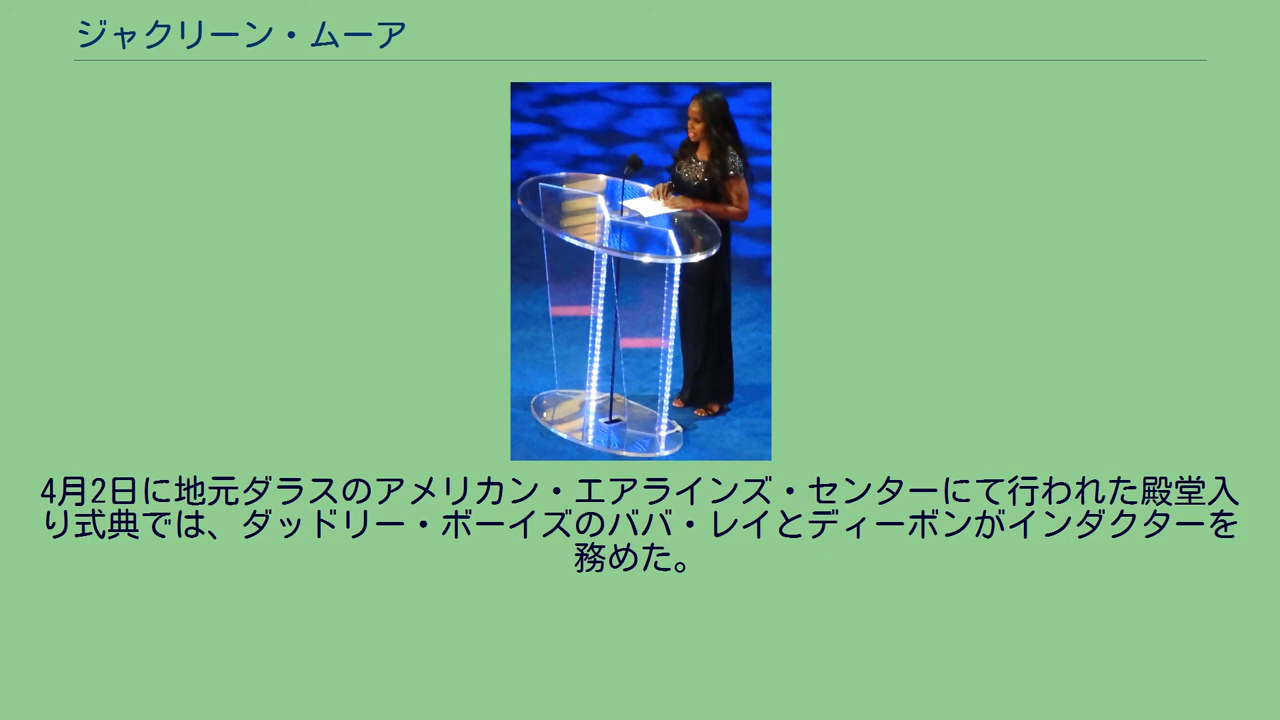 ジャクリーン・ムーア
4月2日に地元ダラスのアメリカン・エアラインズ・センターにて行われた殿堂入
り式典では、ダッドリー・ボーイズのババ・レイとディーボンがインダクターを
務めた。